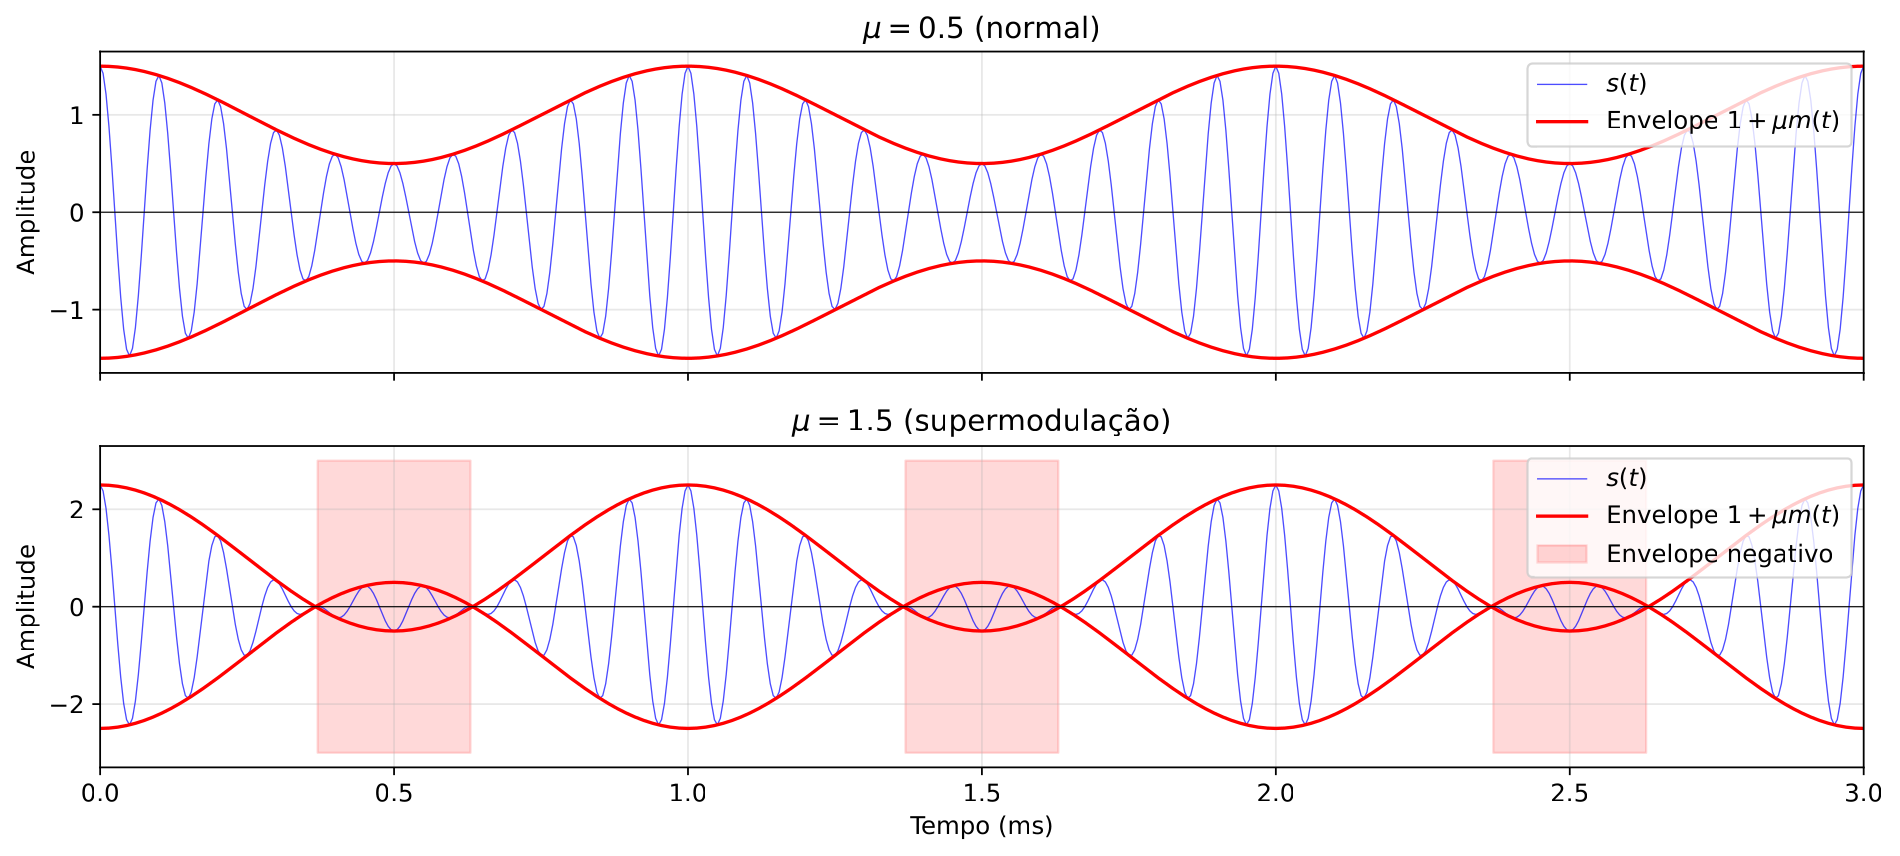 μ = 0.5 (normal)
Amplitude
1
0
−1
s(t)
Envelope 1 + μm(t)
μ = 1.5 (supermodulação)
Amplitude
2
0
−2
s(t)
Envelope 1 + μm(t)
Envelope negativo
0.0 0.5 1.0 1.5 2.0 2.5 3.0
Tempo (ms)